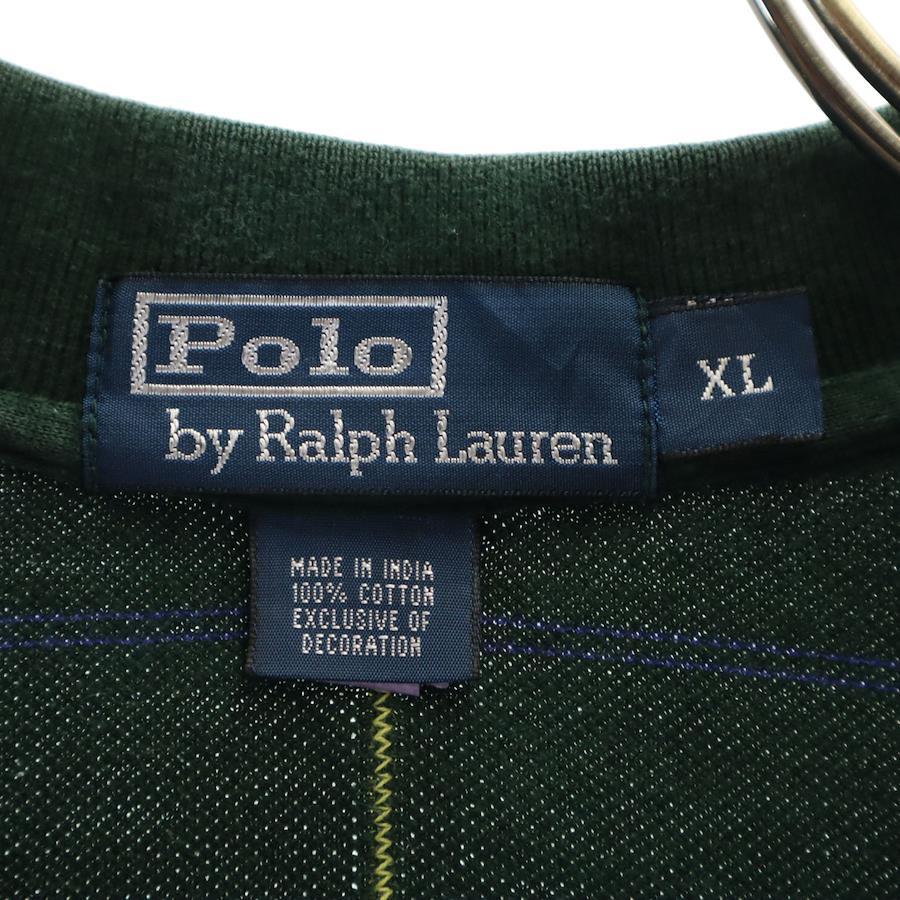 Polo
by Ralph Lauren
XL
MADE IN INDIA
100% COTTON
EXCLUSIVE OF
DECORATION